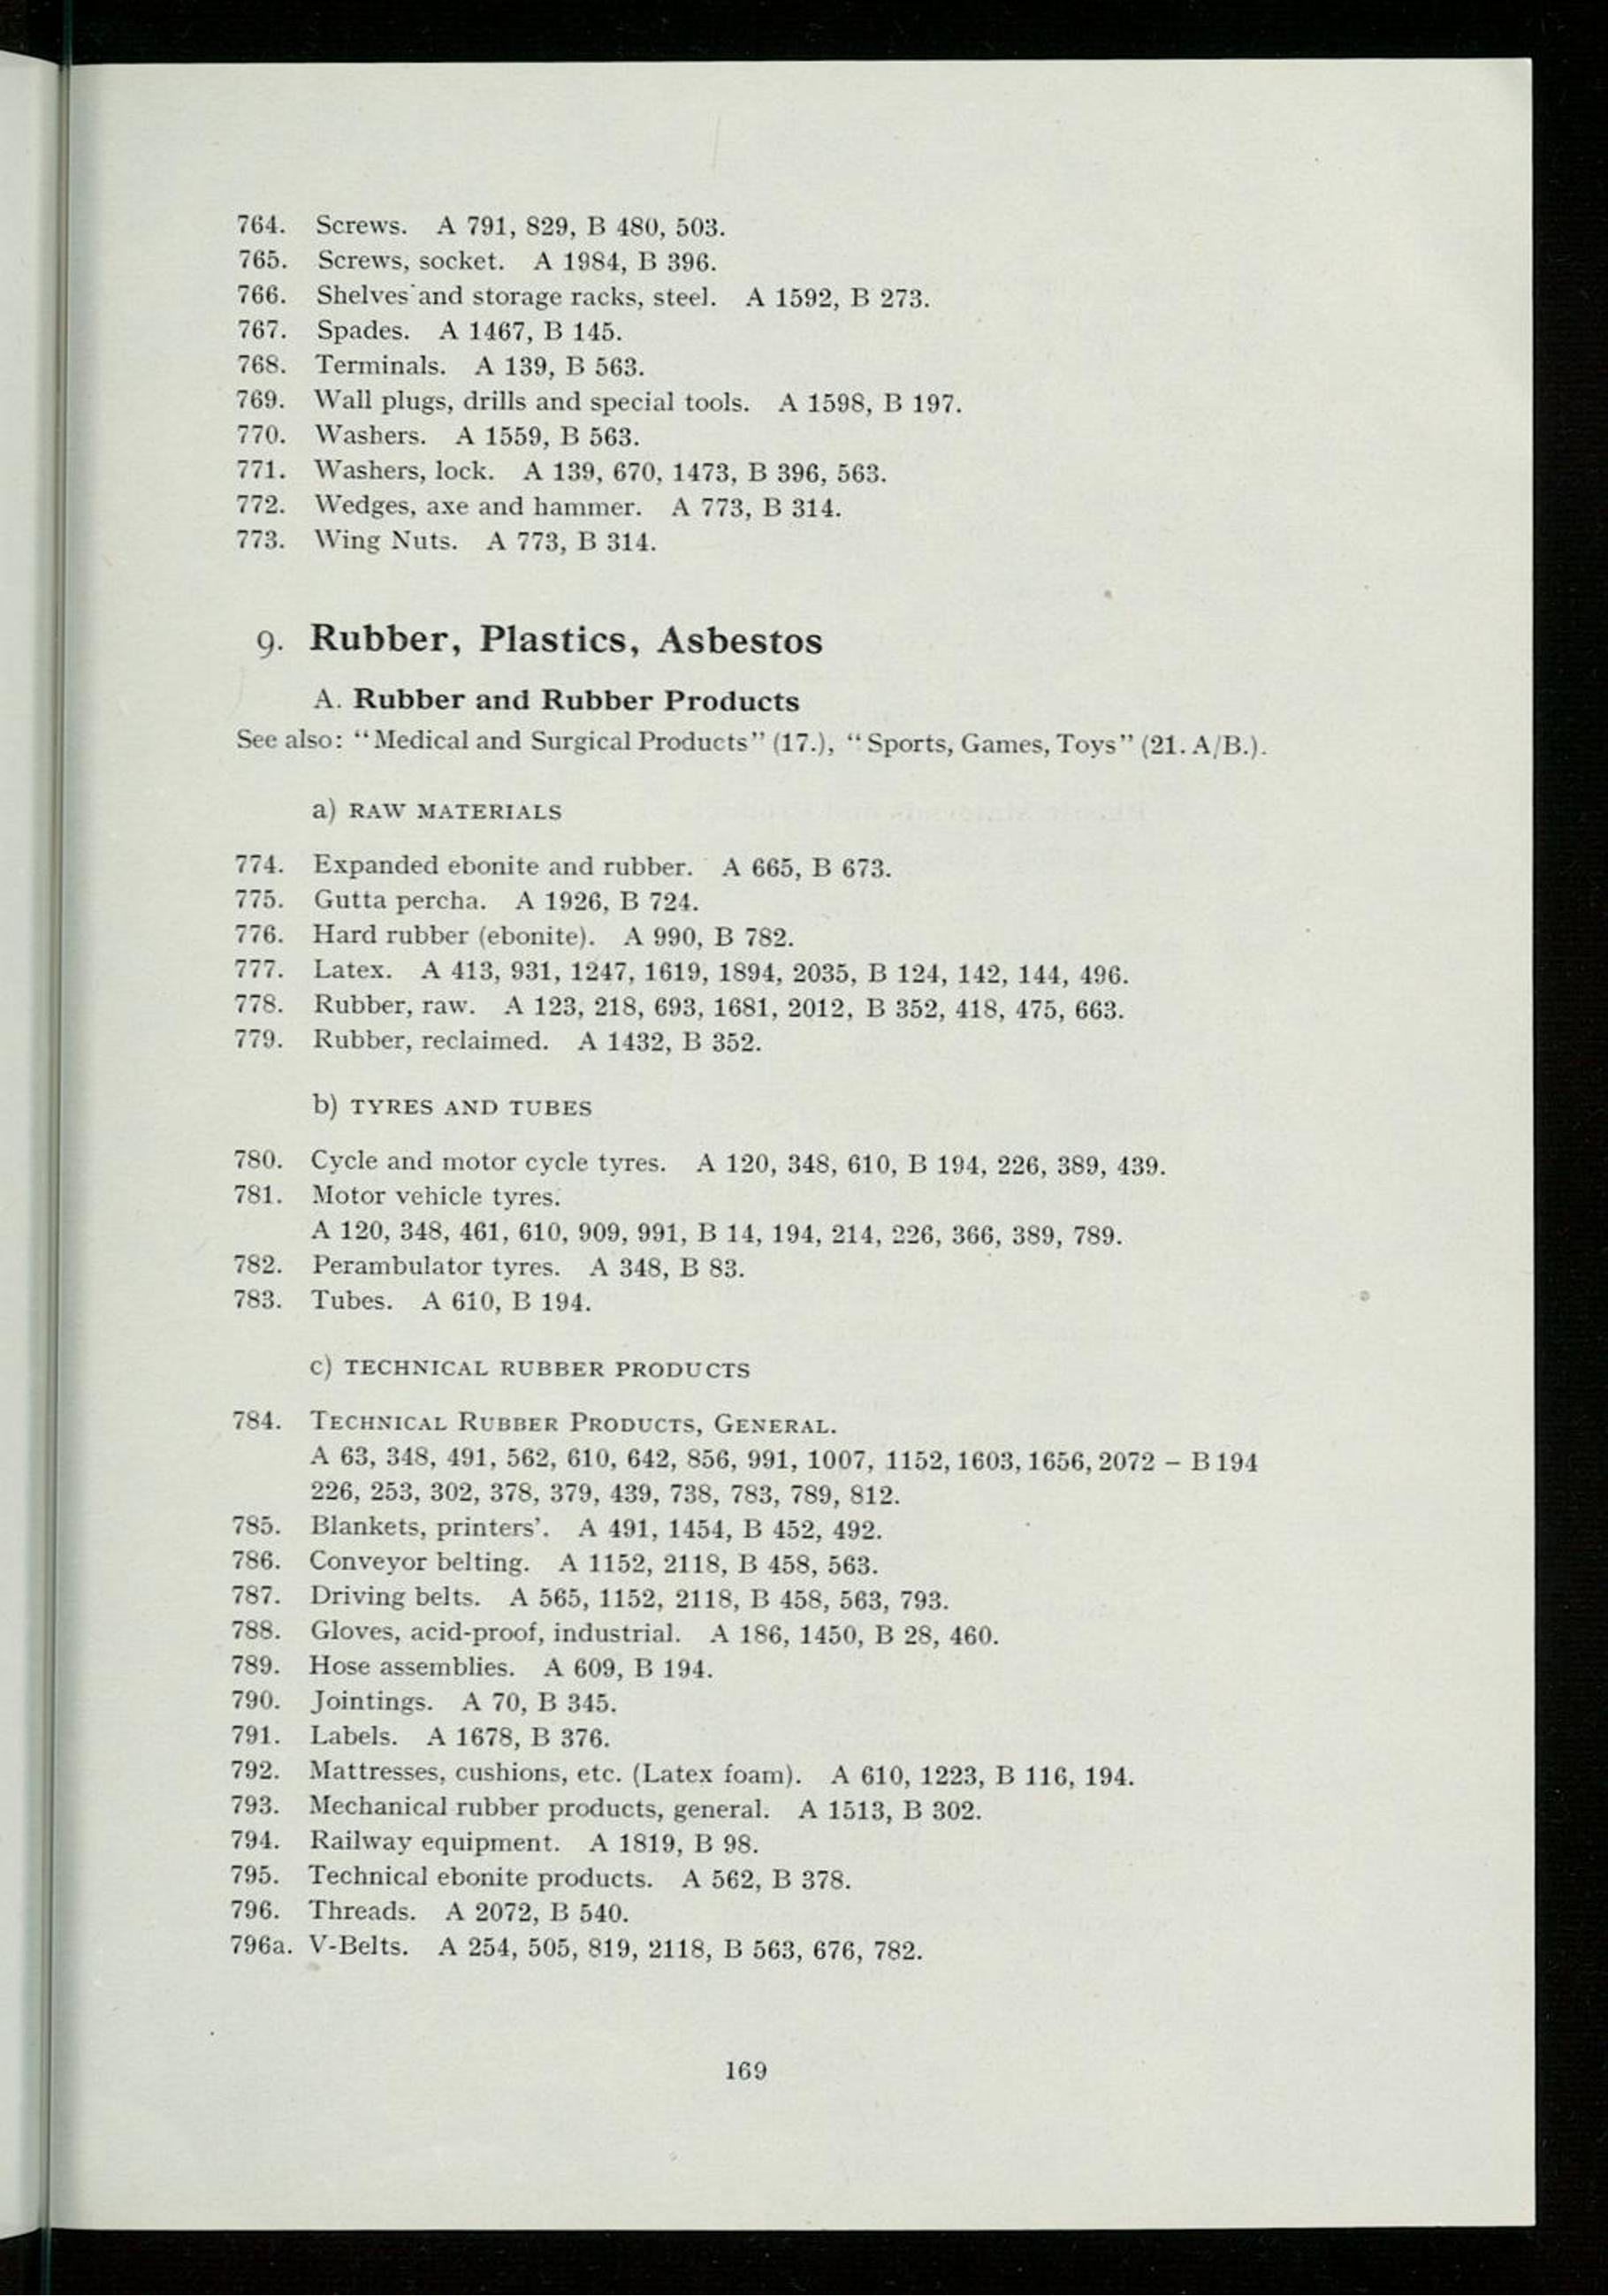 764. Screws. A 791, 829, B 480, 503.
765. Screws, socket. A 1984, B 396.
766. Shelves and storage racks, steel. A 1592, B 273.
767. Spades. A 1467, B 145.
768. Terminals. A 139, B 563.
769. Wall plugs, drills and special tools. A 1598, B 197.
770. Washers. A 1559, B 563.
771. Washers, lock. A 139, 670, 1473, B 396, 563.
772. Wedges, axe and hammer. A 773, B 314.
773. Wing Nuts. A 773, B 314.
9. Rubber, Plastics, Asbestos
A. Rubber and Rubber Products
See also: “Medical and Surgical Products” (17.), “Sports, Games, Toys” (21. A/B.).
a) RAW MATERIALS
774. Expanded ebonite and rubber. A 665, B 673.
775. Gutta percha. A 1926, B 724.
776. Hard rubber (ebonite). A 990, B 782.
777. Latex. A 413, 931, 1247, 1619, 1894, 2035, B 124, 142, 144, 496.
778. Rubber, raw. A 123, 218, 693, 1681, 2012, B 352, 418, 475, 663.
779. Rubber, reclaimed. A 1432, B 352.
b) TYRES AND TUBES
780. Cycle and motor cycle tyres. A 120, 348, 610, B 194, 226, 389, 439.
781. Motor vehicle tyres.
A 120, 348, 461, 610, 909, 991, B 14, 194, 214, 226, 366, 389, 789.
782. Perambulator tyres. A 348, B 83.
783. Tubes. A 610, B 194.
c) TECHNICAL RUBBER PRODUCTS
784. TECHNICAL RUBBER PRODUCTS, GENERAL.
A 63, 348, 491, 562, 610, 642, 856, 991, 1007, 1152, 1603, 1656, 2072 – B 194
226, 253, 302, 378, 379, 439, 738, 783, 789, 812.
785. Blankets, printers’. A 491, 1454, B 452, 492.
786. Conveyor belting. A 1152, 2118, B 458, 563.
787. Driving belts. A 565, 1152, 2118, B 458, 563, 793.
788. Gloves, acid-proof, industrial. A 186, 1450, B 28, 460.
789. Hose assemblies. A 609, B 194.
790. Jointings. A 70, B 345.
791. Labels. A 1678, B 376.
792. Mattresses, cushions, etc. (Latex foam). A 610, 1223, B 116, 194.
793. Mechanical rubber products, general. A 1513, B 302.
794. Railway equipment. A 1819, B 98.
795. Technical ebonite products. A 562, B 378.
796. Threads. A 2072, B 540.
796a. V-Belts. A 254, 505, 819, 2118, B 563, 676, 782.
169